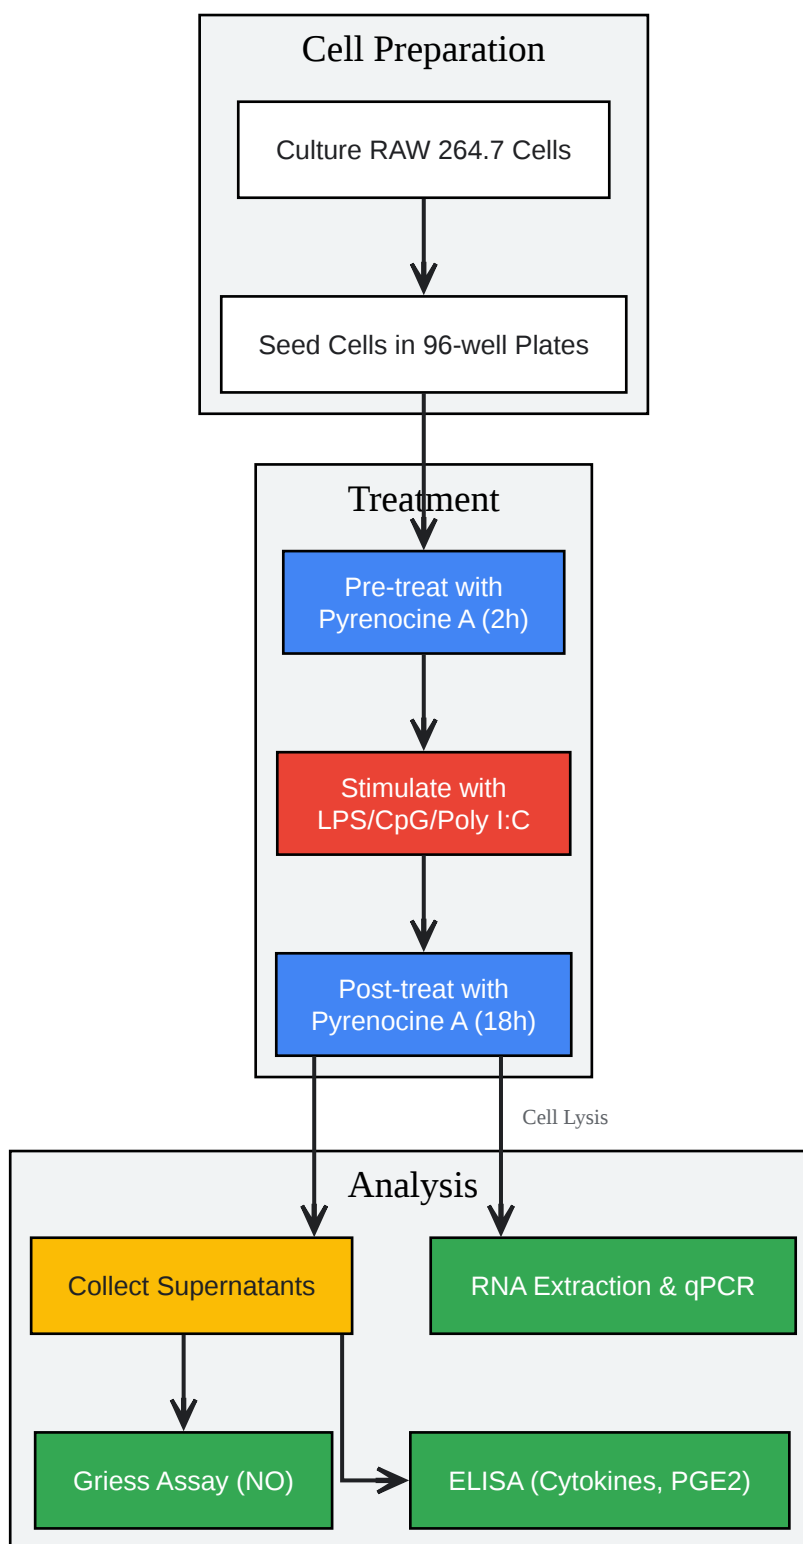 Cell Preparation
Culture RAW 264.7 Cells
Seed Cells in 96-well Plates
Treatment
Pre-treat with
Pyrenocine A (2h)
Stimulate with
LPS/CpG/Poly I:C
Post-treat with
Pyrenocine A (18h)
Cell Lysis
Analysis
Collect Supernatants
RNA Extraction & qPCR
Griess Assay (NO)
ELISA (Cytokines, PGE2)